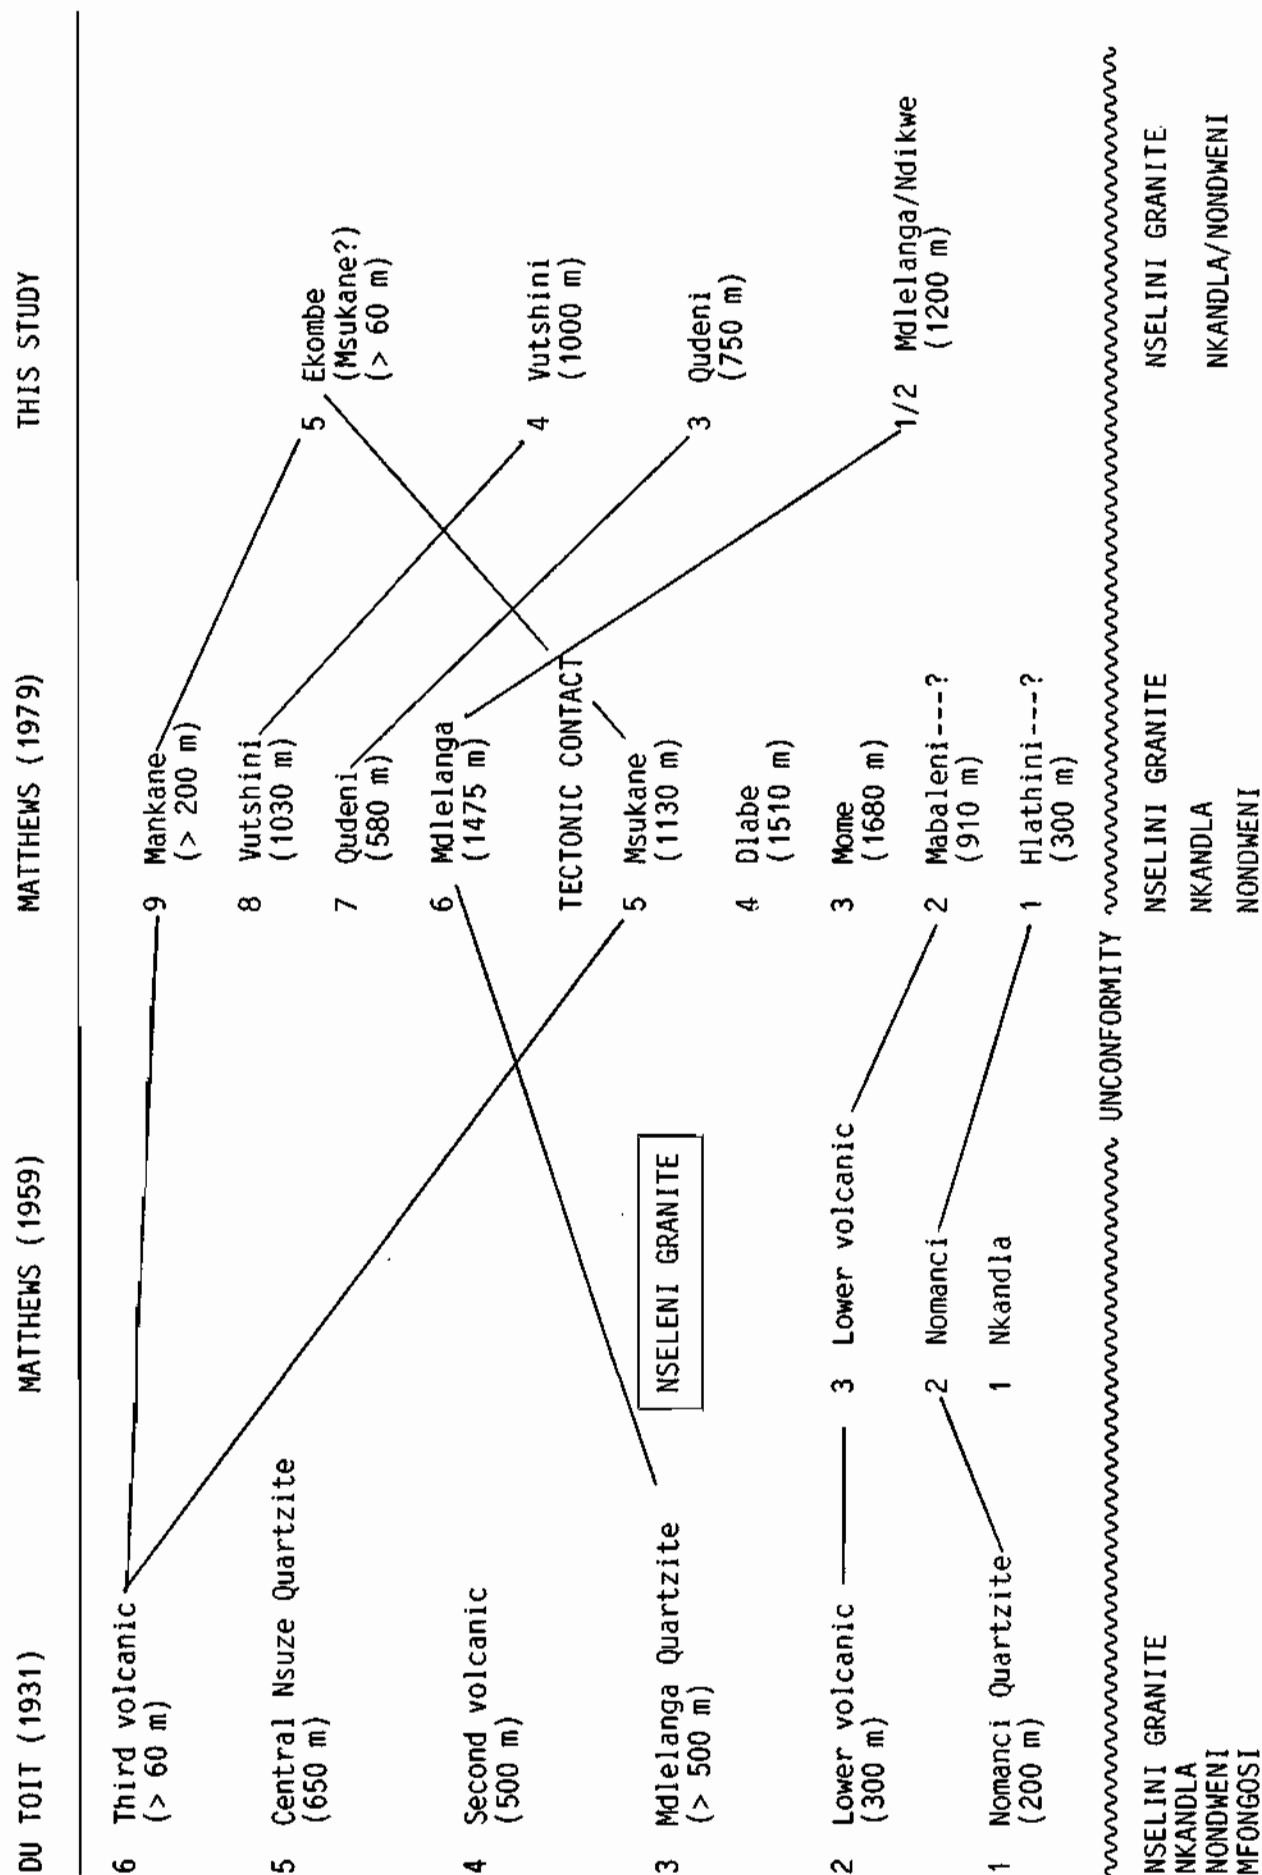 DU TOIT (1931)
MATTHEWS (1959)
MATTHEWS (1979)
THIS STUDY
6 Third volcanic
(> 60 m)
5 Central Nsuze Quartzite
(650 m)
4 Second volcanic
(500 m)
3 Mdlelanga Quartzite
(> 500 m)
2 Lower volcanic
(300 m)
1 Nomanci Quartzite
(200 m)
NSELENI GRANITE
3 Lower volcanic
2 Nomanci
1 Nkandla
9 Mankane
(> 200 m)
8 Vutshini
(1030 m)
7 Qudeni
(580 m)
6 Mdlelanga
(1475 m)
TECTONIC CONTACT
5 Msukane
(1130 m)
4 Dlabe
(1510 m)
3 Mome
(1680 m)
2 Mabaleni---?
(910 m)
1 Hlathini---?
(300 m)
5 Ekombe
(Msukane?)
(> 60 m)
4 Vutshini
(1000 m)
3 Qudeni
(750 m)
1/2 Mdlelanga/Ndikwe
(1200 m)
UNCONFORMITY
NSELINI GRANITE
NKANDLA
NONDWENI
MFONGOSI
NSELINI GRANITE
NKANDLA
NONDWENI
NSELINI GRANITE
NKANDLA/NONDWENI